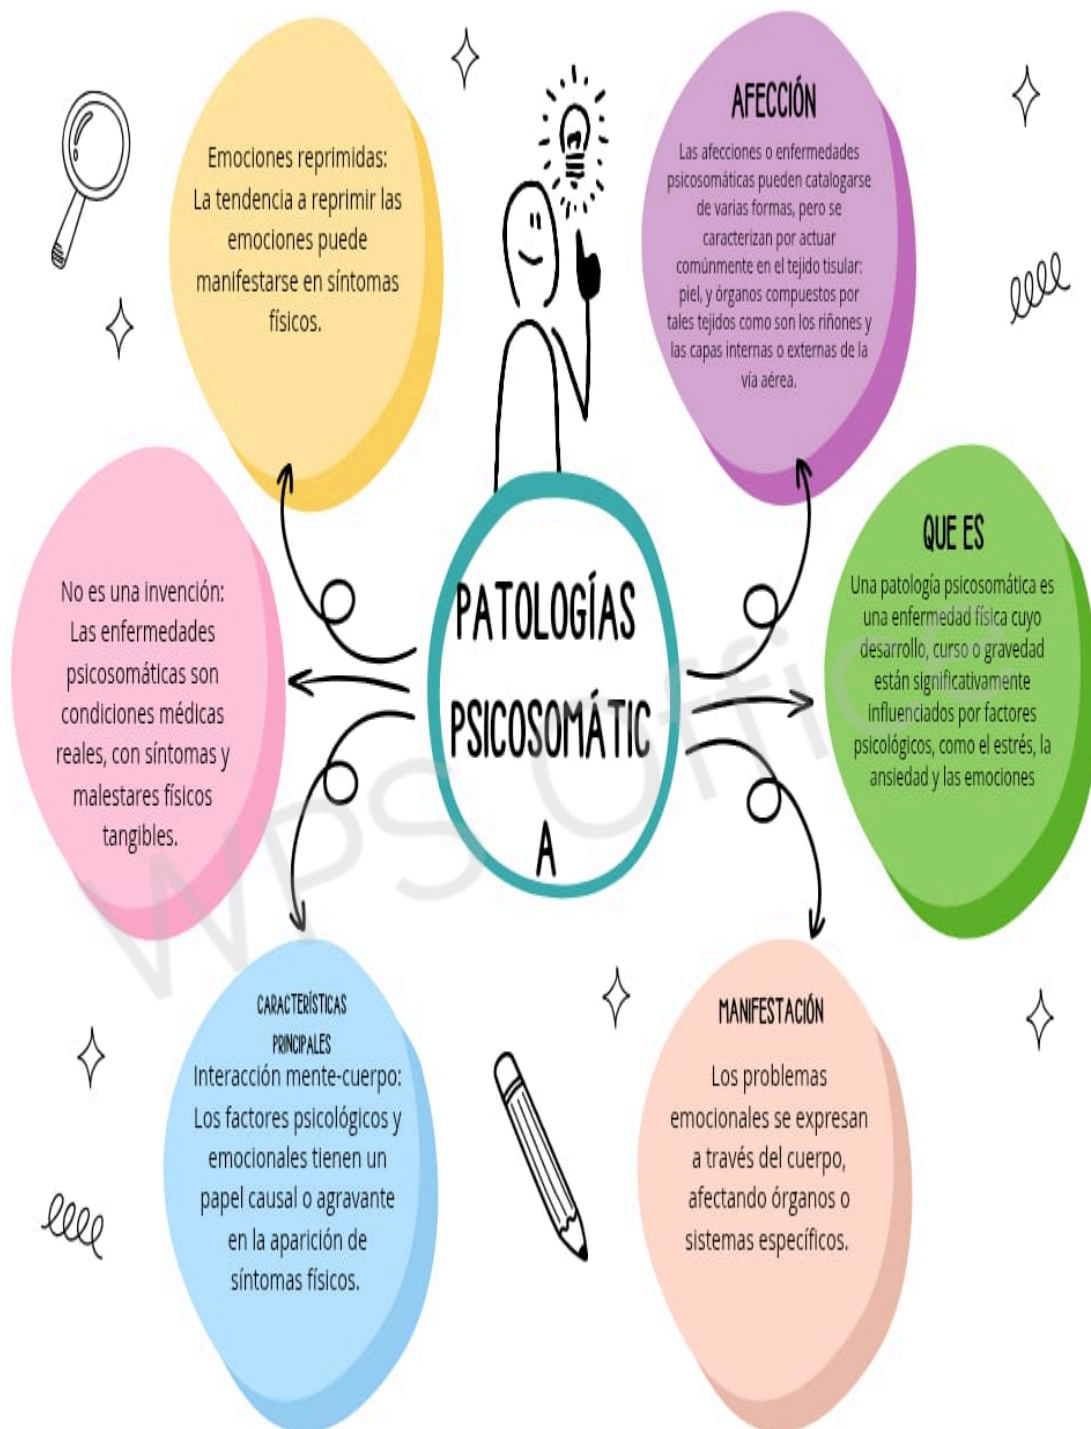 Emociones reprimidas:
La tendencia a reprimir las
emociones puede
manifestarse en síntomas
físicos.
AFECCIÓN
Las afecciones o enfermedades
psicosomáticas pueden catalogarse
de varias formas, pero se
caracterizan por actuar
comúnmente en el tejido tisular:
piel, y órganos compuestos por
tales tejidos como son los riñones y
las capas internas o externas de la
vía aérea.
No es una invención:
Las enfermedades
psicosomáticas son
condiciones médicas
reales, con síntomas y
malestares físicos
tangibles.
PATOLOGÍAS
PSICOSOMÁTIC
A
QUE ES
Una patología psicosomática es
una enfermedad física cuyo
desarrollo, curso o gravedad
están significativamente
influenciados por factores
psicológicos, como el estrés, la
ansiedad y las emociones
CARACTERÍSTICAS
PRINCIPALES
Interacción mente-cuerpo:
Los factores psicológicos y
emocionales tienen un
papel causal o agravante
en la aparición de
síntomas físicos.
MANIFESTACIÓN
Los problemas
emocionales se expresan
a través del cuerpo,
afectando órganos o
sistemas específicos.
WPS Office